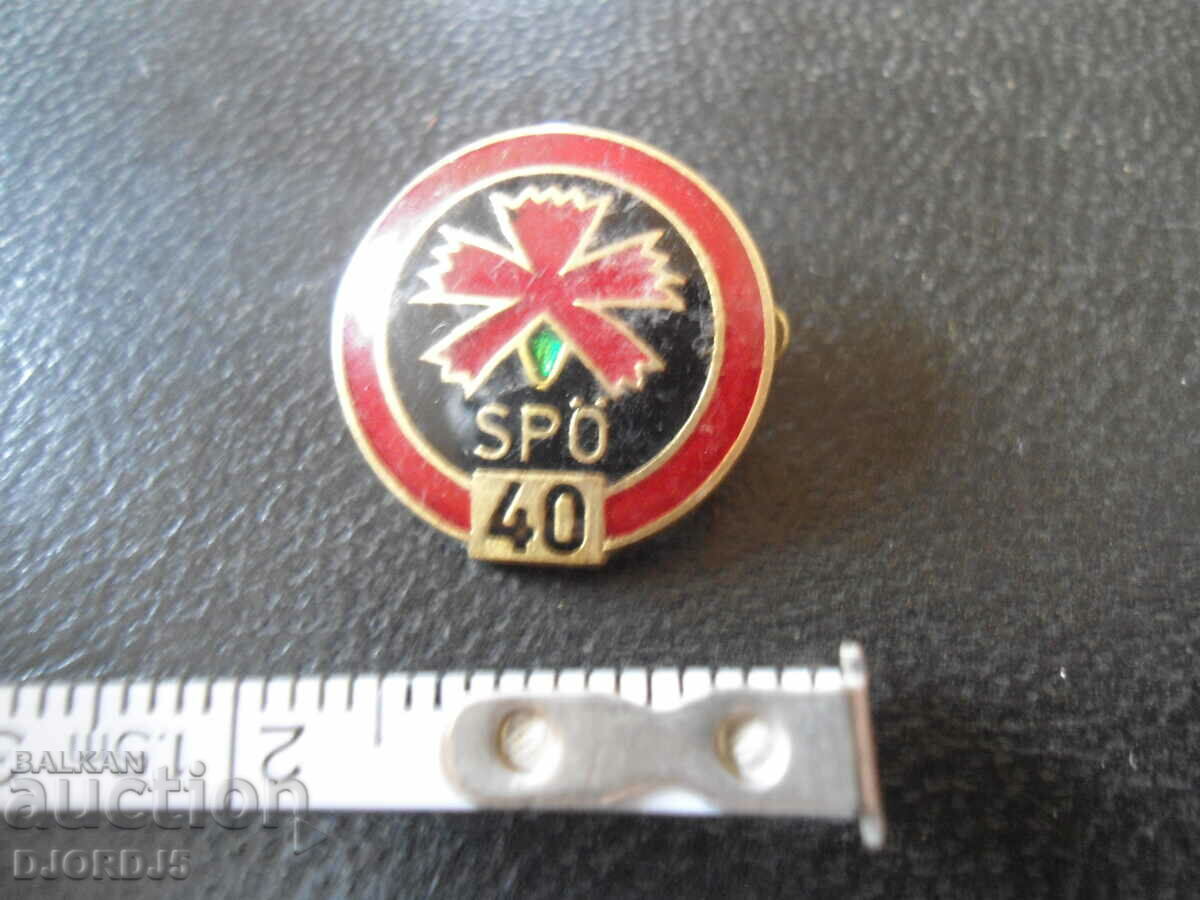 SPÖ
40
2
BALKAN
auction
DJORDJ5